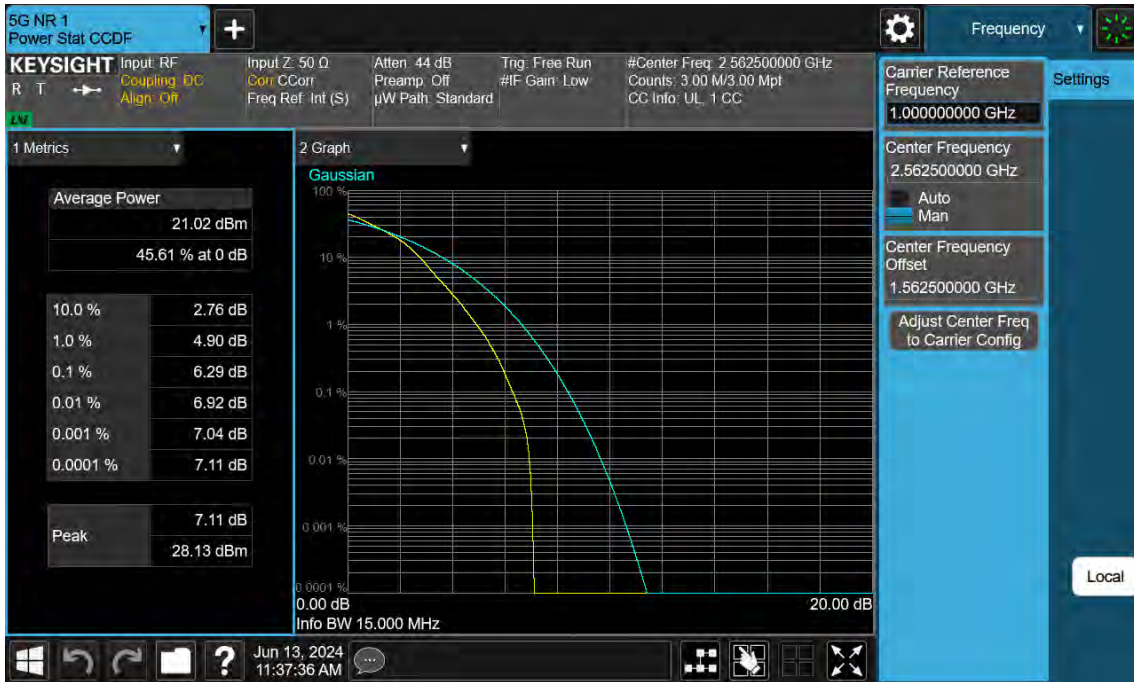 5G NR 1
Power Stat CCDF
Frequency
KEYSIGHT
R T
LXI
Input: RF
Coupling: DC
Align: Off
Input Z: 50 Ω
Corr CCorr
Freq Ref: Int (S)
Atten: 44 dB
Preamp: Off
µW Path: Standard
Trig: Free Run
#IF Gain: Low
#Center Freq: 2.562500000 GHz
Counts: 3.00 M/3.00 Mpt
CC Info: UL, 1 CC
1 Metrics
Average Power
21.02 dBm
45.61 % at 0 dB
10.0 % 2.76 dB
1.0 % 4.90 dB
0.1 % 6.29 dB
0.01 % 6.92 dB
0.001 % 7.04 dB
0.0001 % 7.11 dB
Peak
7.11 dB
28.13 dBm
2 Graph
Gaussian
100 %
10 %
1 %
0.1 %
0.01 %
0.001 %
0.0001 %
0.00 dB 20.00 dB
Info BW 15.000 MHz
Carrier Reference
Frequency
1.000000000 GHz
Center Frequency
2.562500000 GHz
Auto
Man
Center Frequency
Offset
1.562500000 GHz
Adjust Center Freq
to Carrier Config
Settings
Local
?
Jun 13, 2024
11:37:36 AM